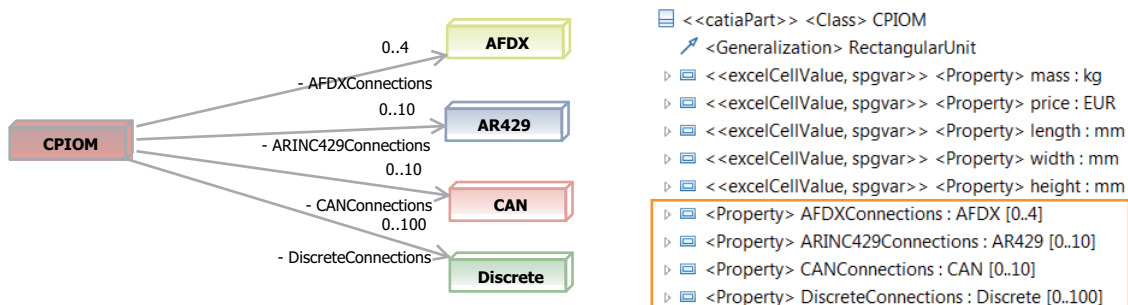 AFDX
0..4
- AFDXConnections
0..10
AR429
CPIOM
- ARINC429Connections
0..10
CAN
- CANConnections
0..100
- DiscreteConnections
Discrete
<<catiaPart>> <Class> CPIOM
<Generalization> RectangularUnit
<<excelCellValue, spgvar>> <Property> mass : kg
<<excelCellValue, spgvar>> <Property> price : EUR
<<excelCellValue, spgvar>> <Property> length : mm
<<excelCellValue, spgvar>> <Property> width : mm
<<excelCellValue, spgvar>> <Property> height : mm
<Property> AFDXConnections : AFDX [0..4]
<Property> ARINC429Connections : AR429 [0..10]
<Property> CANConnections : CAN [0..10]
<Property> DiscreteConnections : Discrete [0..100]